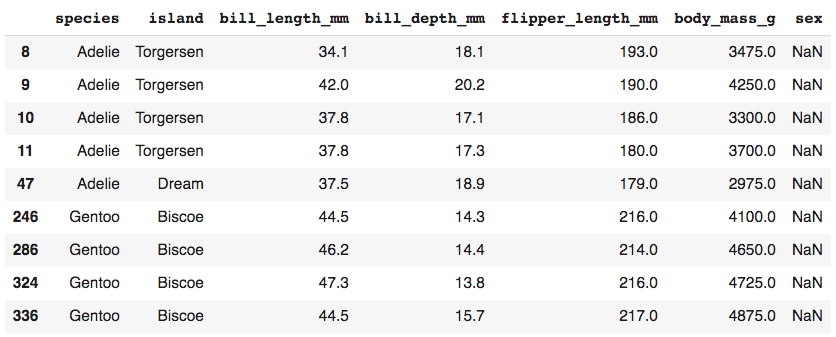 species island bill_length_mm bill_depth_mm flipper_length_mm body_mass_g sex
8 Adelie Torgersen 34.1 18.1 193.0 3475.0 NaN
9 Adelie Torgersen 42.0 20.2 190.0 4250.0 NaN
10 Adelie Torgersen 37.8 17.1 186.0 3300.0 NaN
11 Adelie Torgersen 37.8 17.3 180.0 3700.0 NaN
47 Adelie Dream 37.5 18.9 179.0 2975.0 NaN
246 Gentoo Biscoe 44.5 14.3 216.0 4100.0 NaN
286 Gentoo Biscoe 46.2 14.4 214.0 4650.0 NaN
324 Gentoo Biscoe 47.3 13.8 216.0 4725.0 NaN
336 Gentoo Biscoe 44.5 15.7 217.0 4875.0 NaN